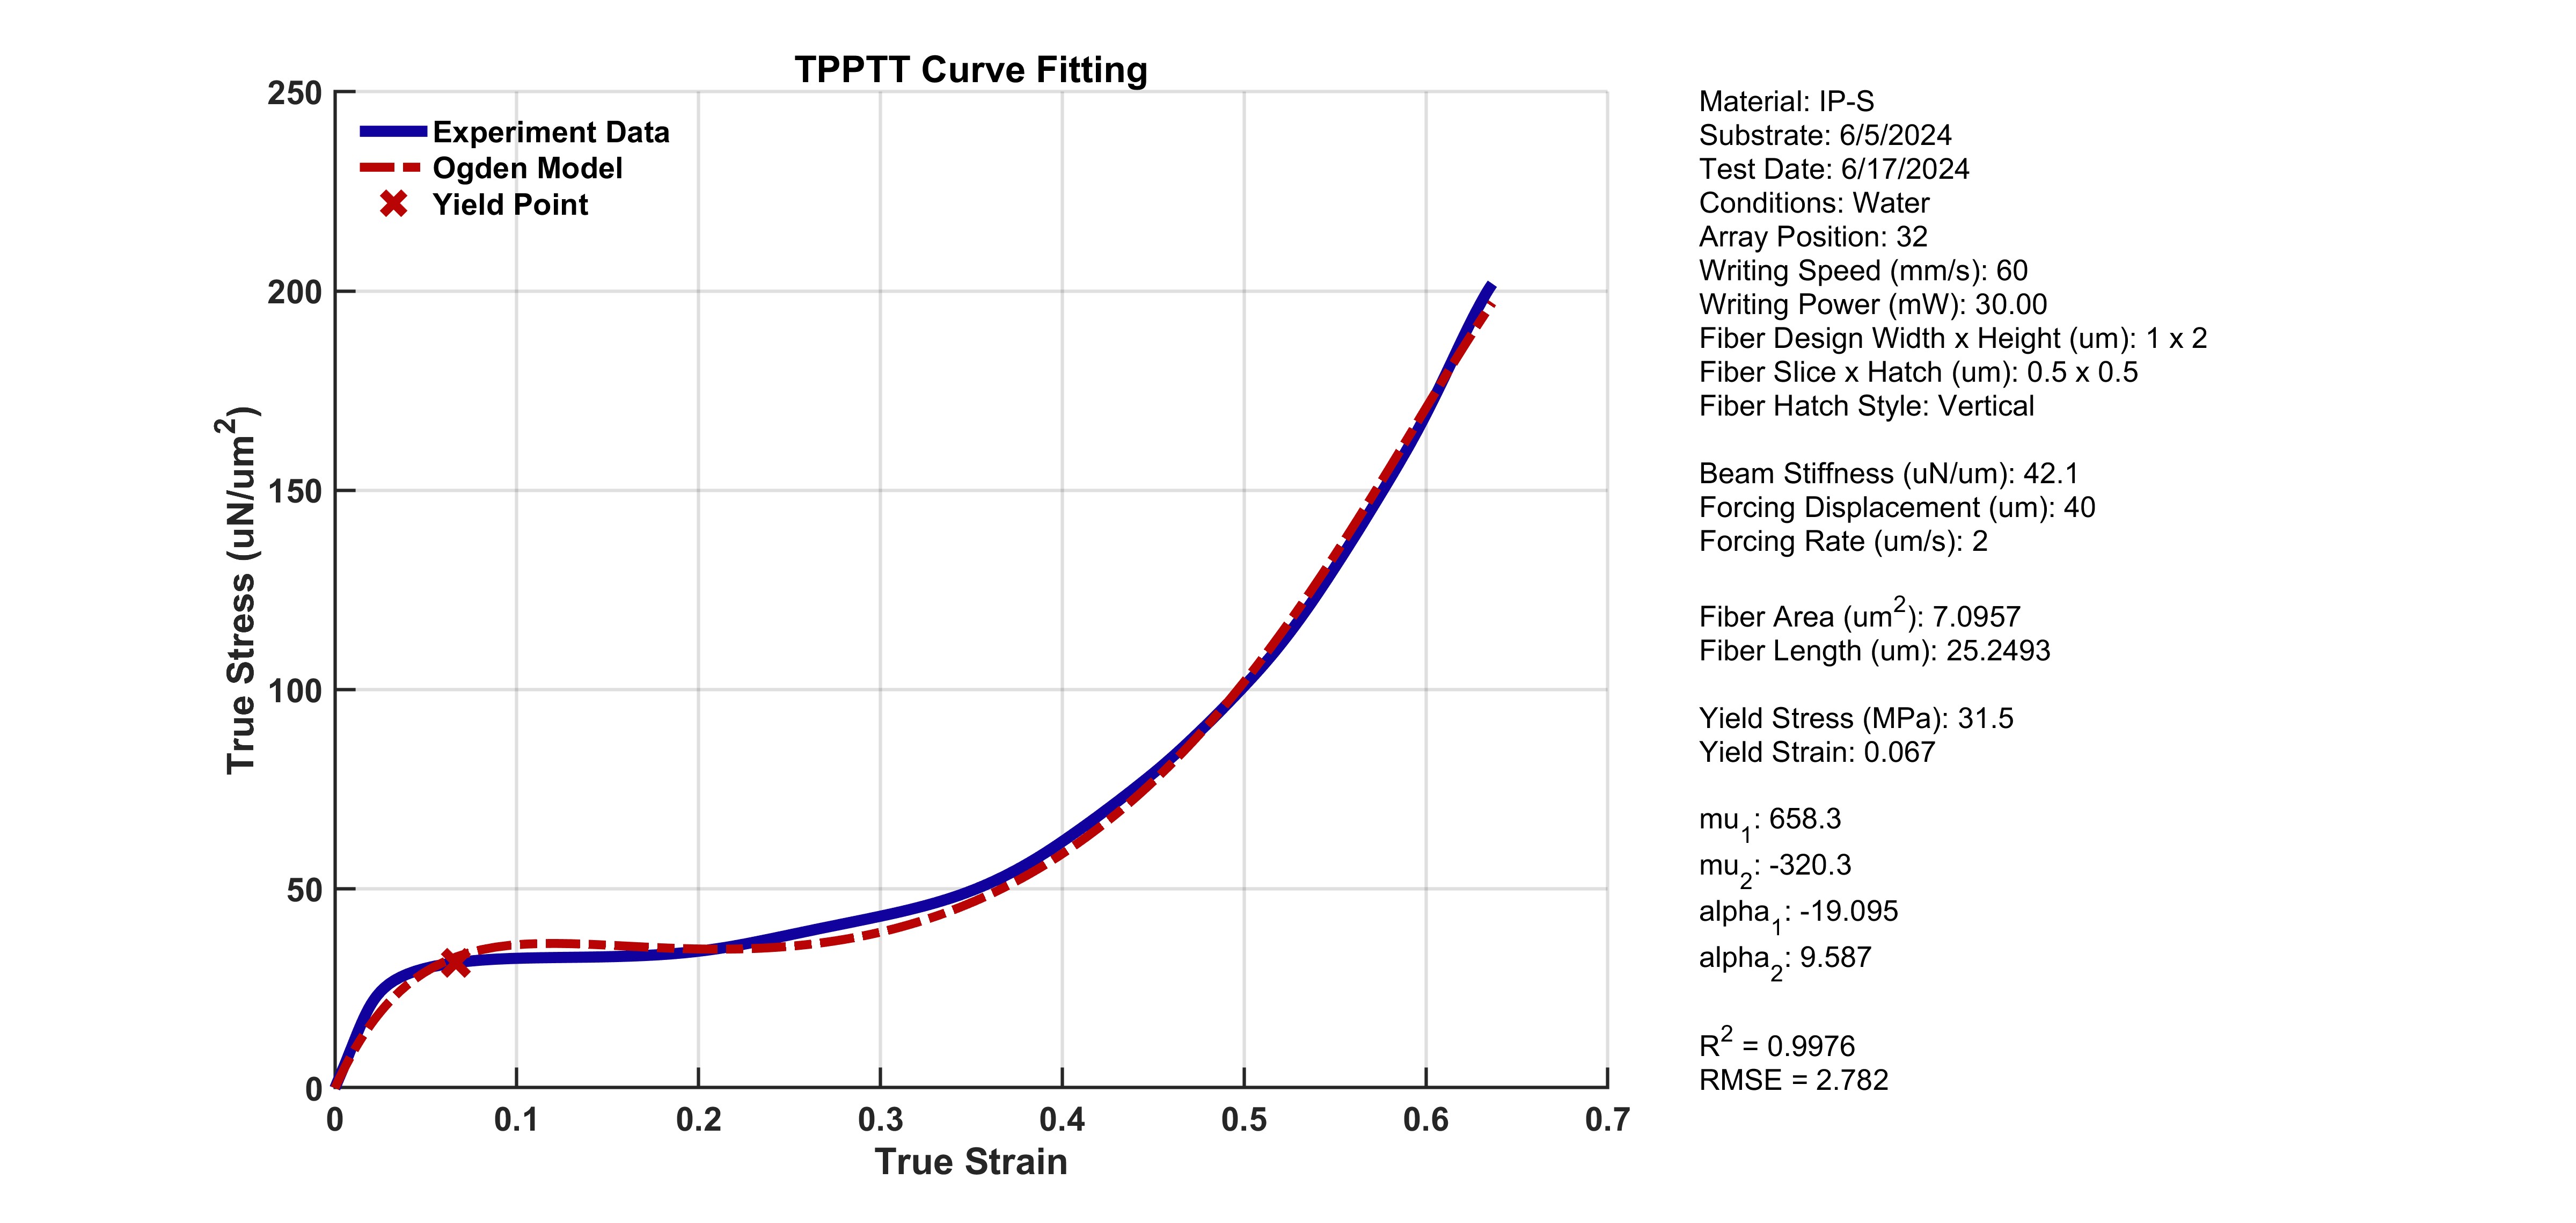 TPPTT Curve Fitting
250
200
150
100
50
0
True Stress (uN/um²)
Experiment Data
Ogden Model
Yield Point
0 0.1 0.2 0.3 0.4 0.5 0.6 0.7
True Strain
Material: IP-S
Substrate: 6/5/2024
Test Date: 6/17/2024
Conditions: Water
Array Position: 32
Writing Speed (mm/s): 60
Writing Power (mW): 30.00
Fiber Design Width x Height (um): 1 x 2
Fiber Slice x Hatch (um): 0.5 x 0.5
Fiber Hatch Style: Vertical
Beam Stiffness (uN/um): 42.1
Forcing Displacement (um): 40
Forcing Rate (um/s): 2
Fiber Area (um²): 7.0957
Fiber Length (um): 25.2493
Yield Stress (MPa): 31.5
Yield Strain: 0.067
mu₁: 658.3
mu₂: -320.3
alpha₁: -19.095
alpha₂: 9.587
R² = 0.9976
RMSE = 2.782